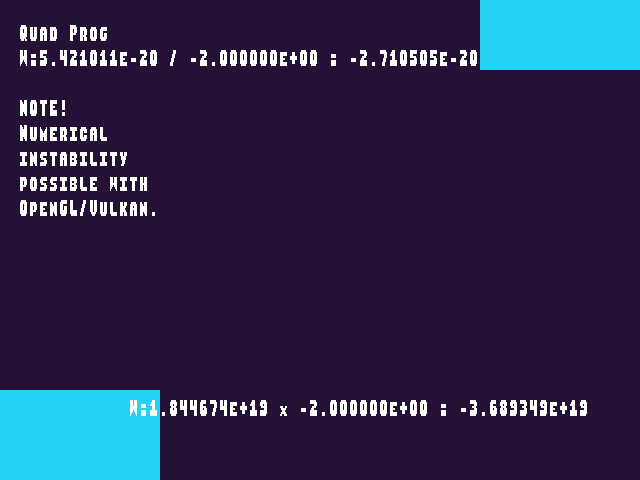 Quad Prog
W:5.421011E-20 / -2.000000E+00 : -2.710505E-20
NOTE!
Numerical
instability
possible with
OpenGL/Vulkan.
W:1.844674E+19 x -2.000000E+00 : -3.689349E+19